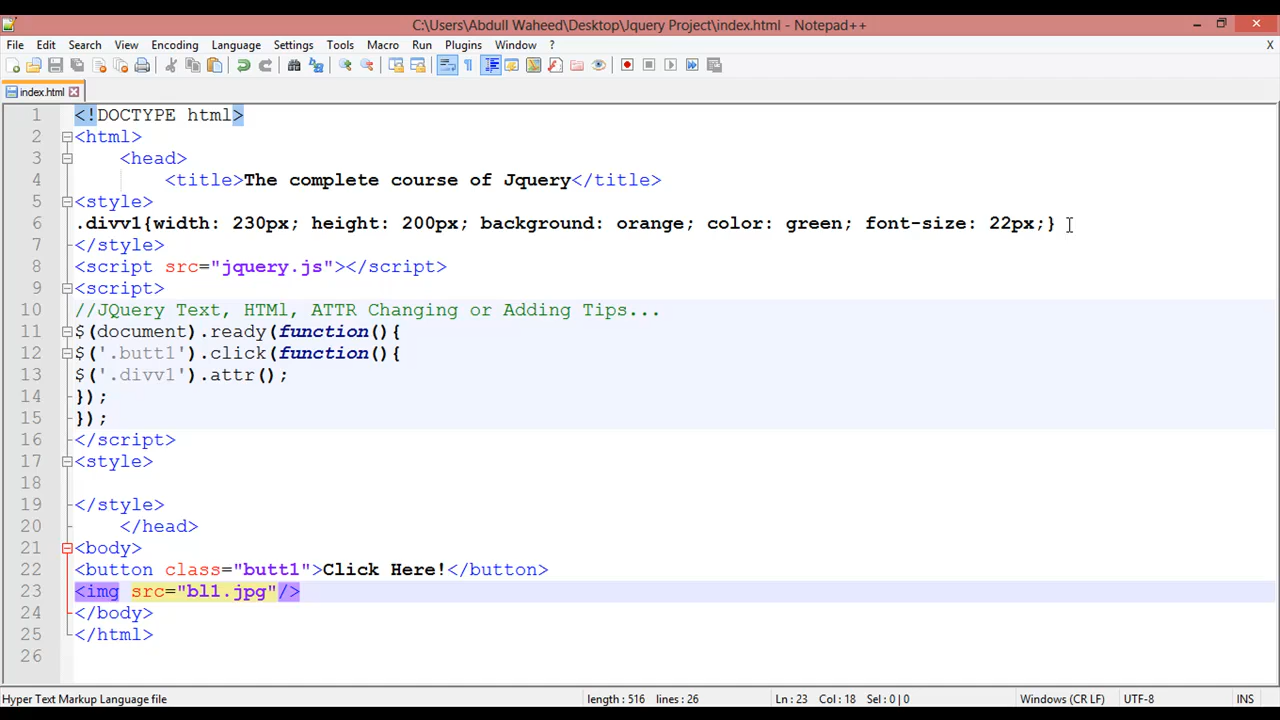 C:\Users\Abdull Waheed\Desktop\Jquery Project\index.html - Notepad++
File Edit Search View Encoding Language Settings Tools Macro Run Plugins Window ? X
index.html
1 <!DOCTYPE html>
2 <html>
3 <head>
4 <title>The complete course of Jquery</title>
5 <style>
6 .divv1{width: 230px; height: 200px; background: orange; color: green; font-size: 22px;}
7 </style>
8 <script src="jquery.js"></script>
9 <script>
10 //JQuery Text, HTMl, ATTR Changing or Adding Tips...
11 $(document).ready(function(){
12 $('.butt1').click(function(){
13 $('.divv1').attr();
14 });
15 });
16 </script>
17 <style>
18
19 </style>
20 </head>
21 <body>
22 <button class="butt1">Click Here!</button>
23 <img src="bl1.jpg"/>
24 </body>
25 </html>
26
Hyper Text Markup Language file length : 516 lines : 26 Ln : 23 Col : 18 Sel : 0 | 0 Windows (CR LF) UTF-8 INS